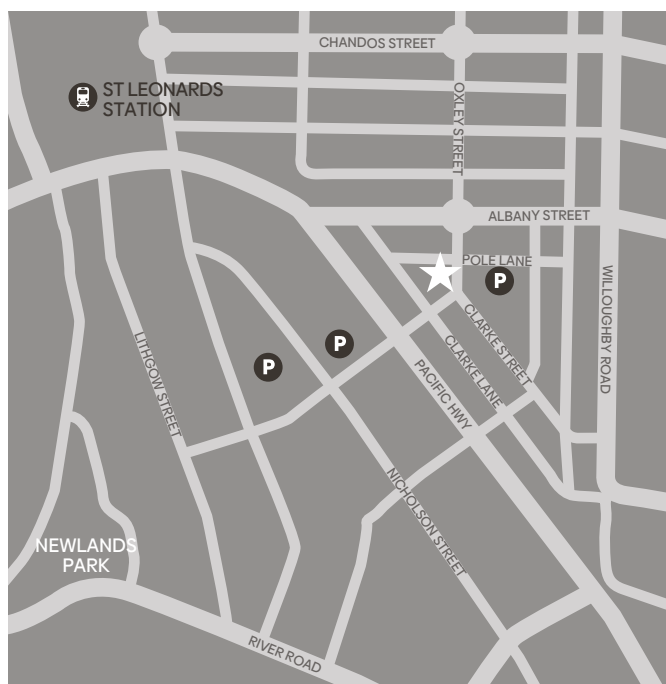 CHANDOS STREET
ST LEONARDS
STATION
OXLEY STREET
ALBANY STREET
POLE LANE
P
WILLOUGHBY ROAD
CLARKE STREET
LITHGOW STREET
P
P
CLARKE LANE
PACIFIC HWY
NICHOLSON STREET
NEWLANDS
PARK
RIVER ROAD